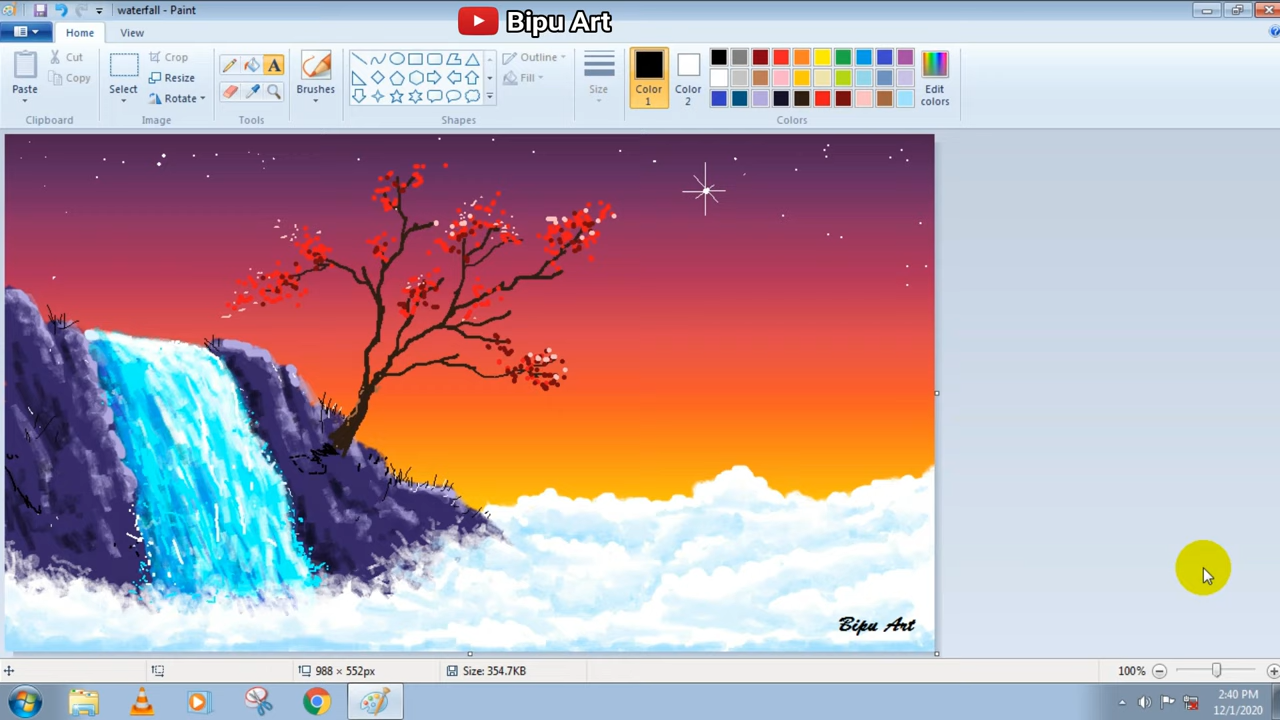 waterfall - Paint
Bipu Art
Home
View
Paste
Cut
Copy
Clipboard
Select
Crop
Resize
Rotate
Image
A
Tools
Brushes
Outline
Fill
Shapes
Size
Color 1
Color 2
Edit colors
Colors
Bipu Art
988 × 552px
Size: 354.7KB
100%
2:40 PM
12/1/2020